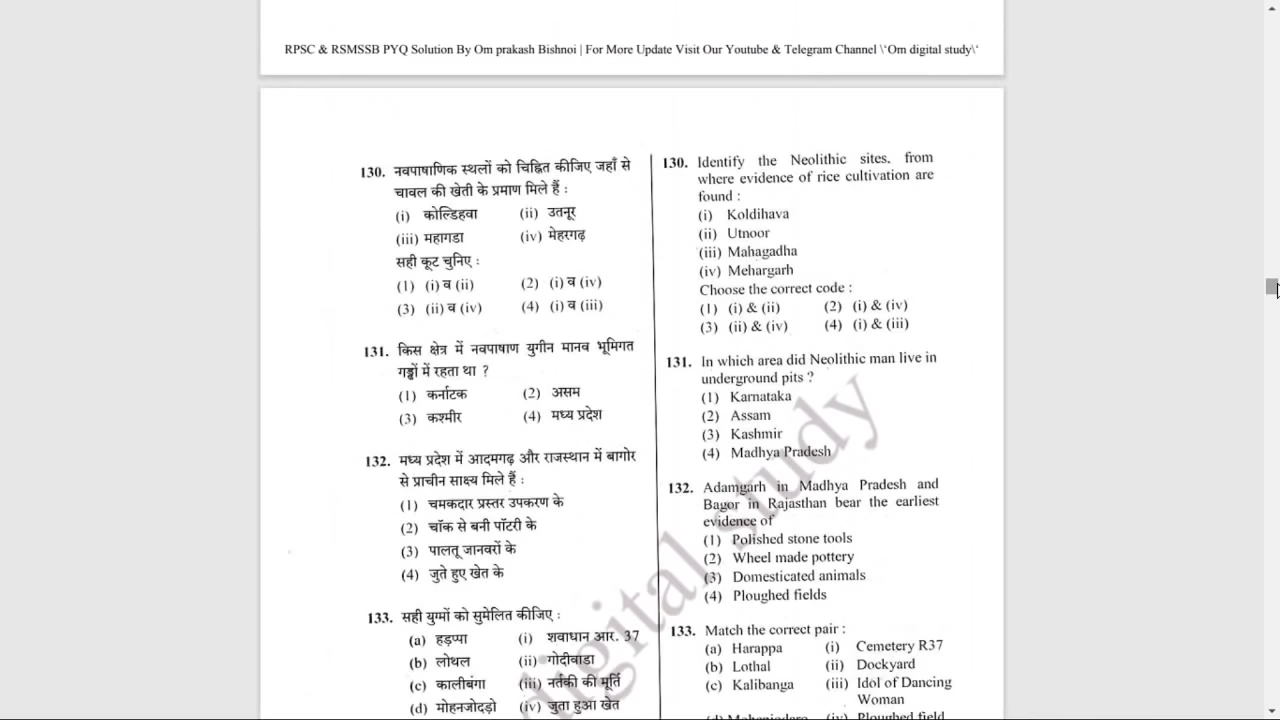 RPSC & RSMSSB PYQ Solution By Om prakash Bishnoi | For More Update Visit Our Youtube & Telegram Channel \'Om digital study\'
130. नवपाषाणिक स्थलों को चिह्नित कीजिए जहाँ से
चावल की खेती के प्रमाण मिले हैं :
(i) कोल्डिहवा (ii) उतनूर
(iii) महागडा (iv) मेहरगढ़
सही कूट चुनिए :
(1) (i) व (ii) (2) (i) व (iv)
(3) (ii) व (iv) (4) (i) व (iii)
131. किस क्षेत्र में नवपाषाण युगीन मानव भूमिगत
गड्ढों में रहता था ?
(1) कर्नाटक (2) असम
(3) कश्मीर (4) मध्य प्रदेश
132. मध्य प्रदेश में आदमगढ़ और राजस्थान में बागोर
से प्राचीन साक्ष्य मिले हैं :
(1) चमकदार प्रस्तर उपकरण के
(2) चॉक से बनी पॉटरी के
(3) पालतू जानवरों के
(4) जुते हुए खेत के
133. सही युग्मों को सुमेलित कीजिए :
(a) हड़प्पा (i) शवाधान आर. 37
(b) लोथल (ii) गोदीवाडा
(c) कालीबंगा (iii) नर्तकी की मूर्ति
(d) मोहनजोदड़ो (iv) जुता हुआ खेत
130. Identify the Neolithic sites. from
where evidence of rice cultivation are
found :
(i) Koldihava
(ii) Utnoor
(iii) Mahagadha
(iv) Mehargarh
Choose the correct code :
(1) (i) & (ii) (2) (i) & (iv)
(3) (ii) & (iv) (4) (i) & (iii)
131. In which area did Neolithic man live in
underground pits ?
(1) Karnataka
(2) Assam
(3) Kashmir
(4) Madhya Pradesh
132. Adamgarh in Madhya Pradesh and
Bagor in Rajasthan bear the earliest
evidence of
(1) Polished stone tools
(2) Wheel made pottery
(3) Domesticated animals
(4) Ploughed fields
133. Match the correct pair :
(a) Harappa (i) Cemetery R37
(b) Lothal (ii) Dockyard
(c) Kalibanga (iii) Idol of Dancing
Woman
(d) Mohanjodaro (iv) Ploughed field
digital study